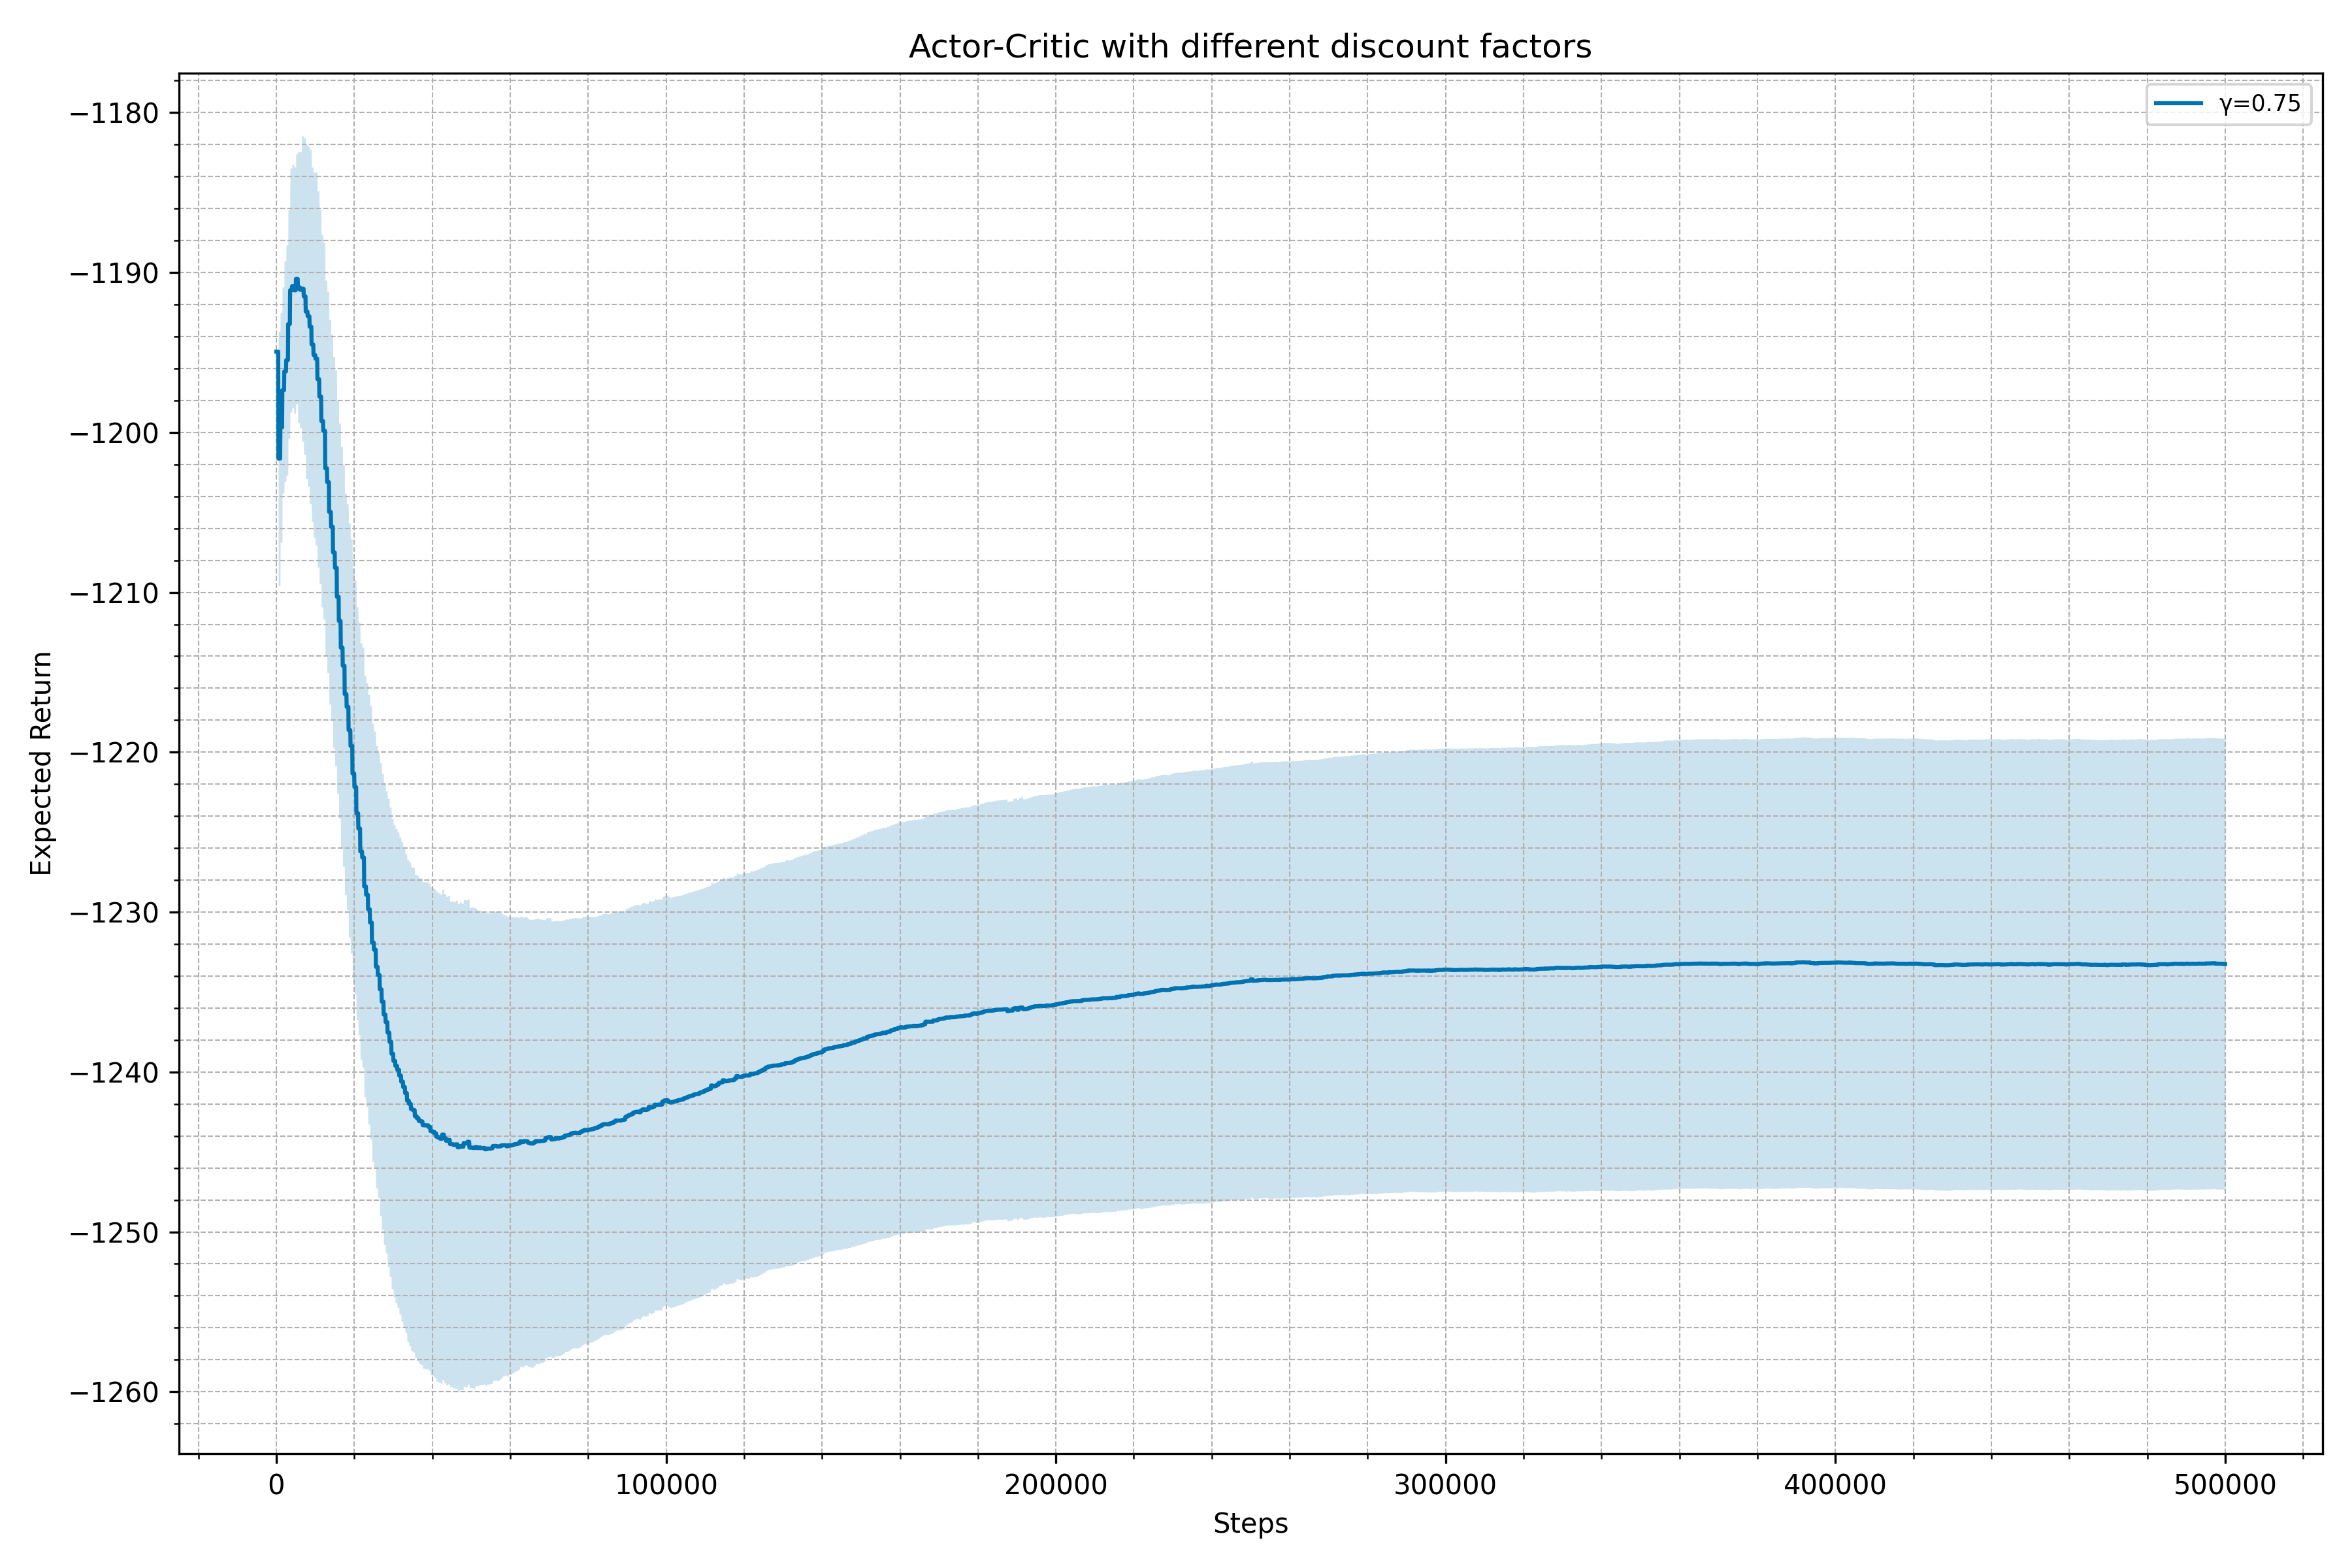 Actor-Critic with different discount factors
γ=0.75
Expected Return
−1180
−1190
−1200
−1210
−1220
−1230
−1240
−1250
−1260
0 100000 200000 300000 400000 500000
Steps